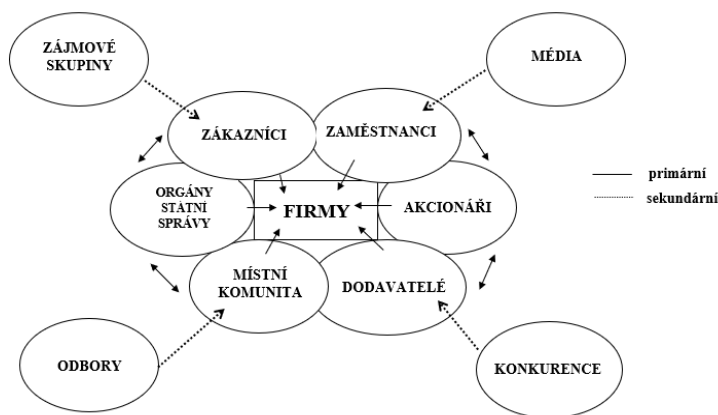 ZÁJMOVÉ
SKUPINY
MÉDIA
ZÁKAZNÍCI
ZAMĚSTNANCI
primární
sekundární
ORGÁNY
STÁTNÍ
SPRÁVY
FIRMY
AKCIONÁŘI
MÍSTNÍ
KOMUNITA
DODAVATELÉ
ODBORY
KONKURENCE